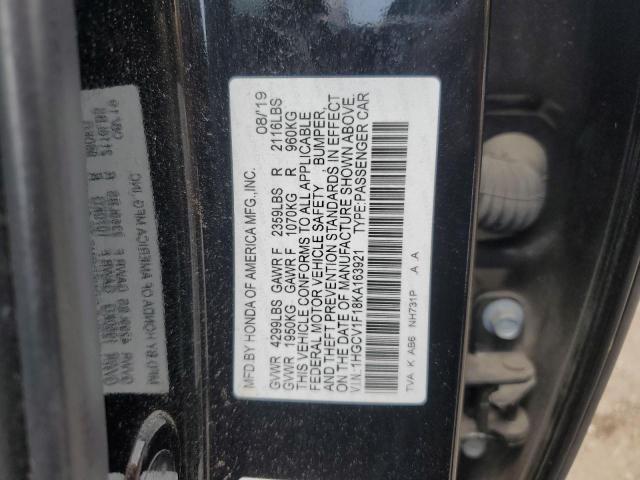 MFD BY HONDA OF AMERICA MFG.,INC. 08/19
GVWR 4299LBS GAWR F 2359LBS R 2116LBS
GVWR 1950KG GAWR F 1070KG R 960KG
THIS VEHICLE CONFORMS TO ALL APPLICABLE
FEDERAL MOTOR VEHICLE SAFETY , BUMPER,
AND THEFT PREVENTION STANDARDS IN EFFECT
ON THE DATE OF MANUFACTURE SHOWN ABOVE.
V.I.N.:1HGCV1F18KA163921 TYPE:PASSENGER CAR
TVA K AB6 NH731P A A